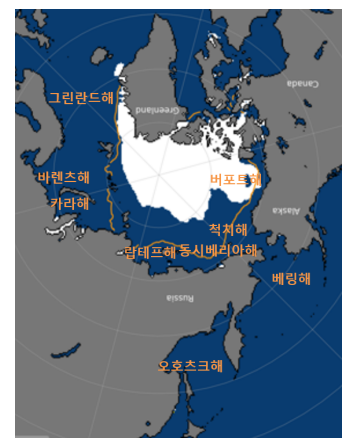 Canada
그린란드해
Greenland
바렌츠해
버포트해
카라해
Alaska
척치해
랍테프해
동시베리아해
베링해
Russia
오호츠크해